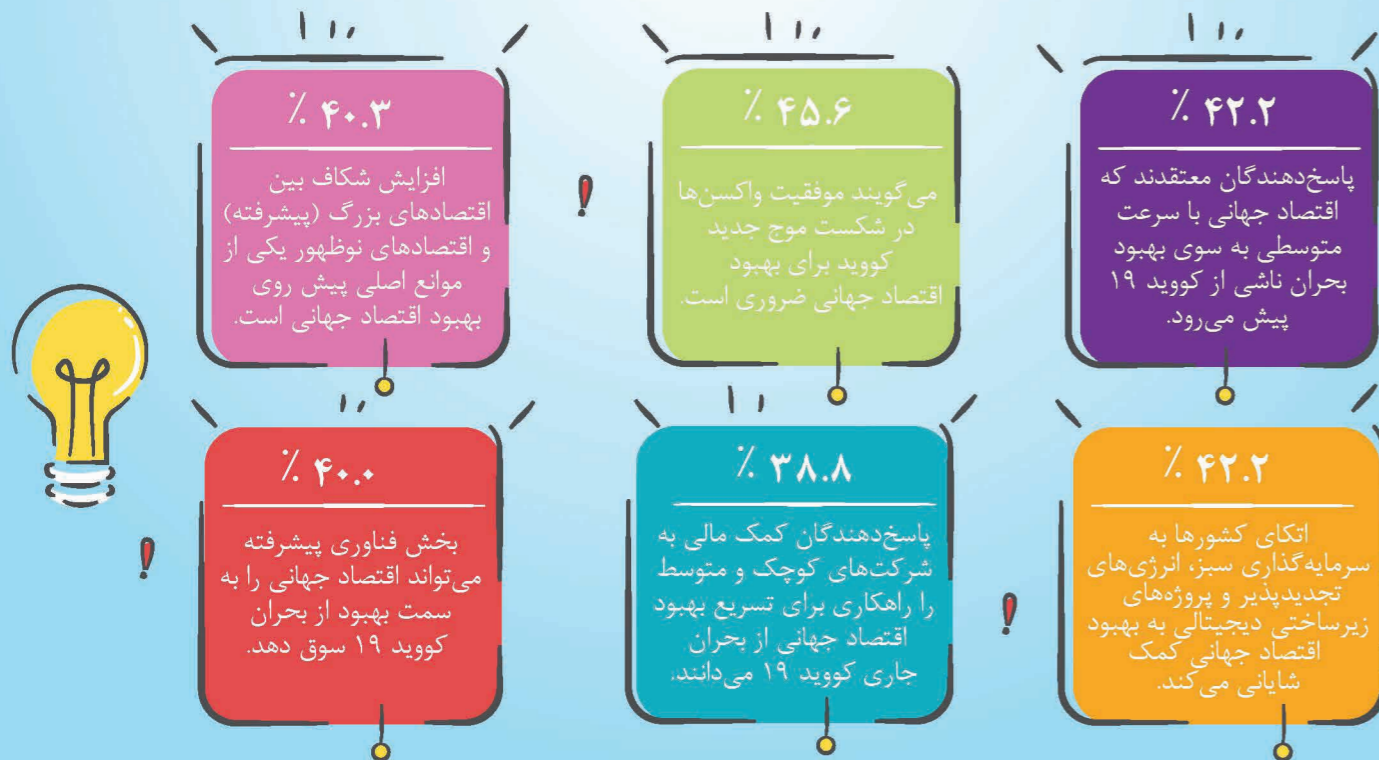 ٪ ۴۲.۲
پاسخ‌دهندگان معتقدند که
اقتصاد جهانی با سرعت
متوسطی به سوی بهبود
بحران ناشی از کووید ۱۹
پیش می‌رود.
٪ ۴۵.۶
می‌گویند موفقیت واکسن‌ها
در شکست موج جدید
کووید برای بهبود
اقتصاد جهانی ضروری است.
٪ ۴۰.۳
افزایش شکاف بین
اقتصادهای بزرگ (پیشرفته)
و اقتصادهای نوظهور یکی از
موانع اصلی پیش روی
بهبود اقتصاد جهانی است.
٪ ۴۲.۲
اتکای کشورها به
سرمایه‌گذاری سبز، انرژی‌های
تجدیدپذیر و پروژه‌های
زیرساختی دیجیتالی به بهبود
اقتصاد جهانی کمک
شایانی می‌کند.
٪ ۳۸.۸
پاسخ‌دهندگان کمک مالی به
شرکت‌های کوچک و متوسط
را راهکاری برای تسریع بهبود
اقتصاد جهانی از بحران
جاری کووید ۱۹ می‌دانند.
٪ ۴۰.۰
بخش فناوری پیشرفته
می‌تواند اقتصاد جهانی را به
سمت بهبود از بحران
کووید ۱۹ سوق دهد.